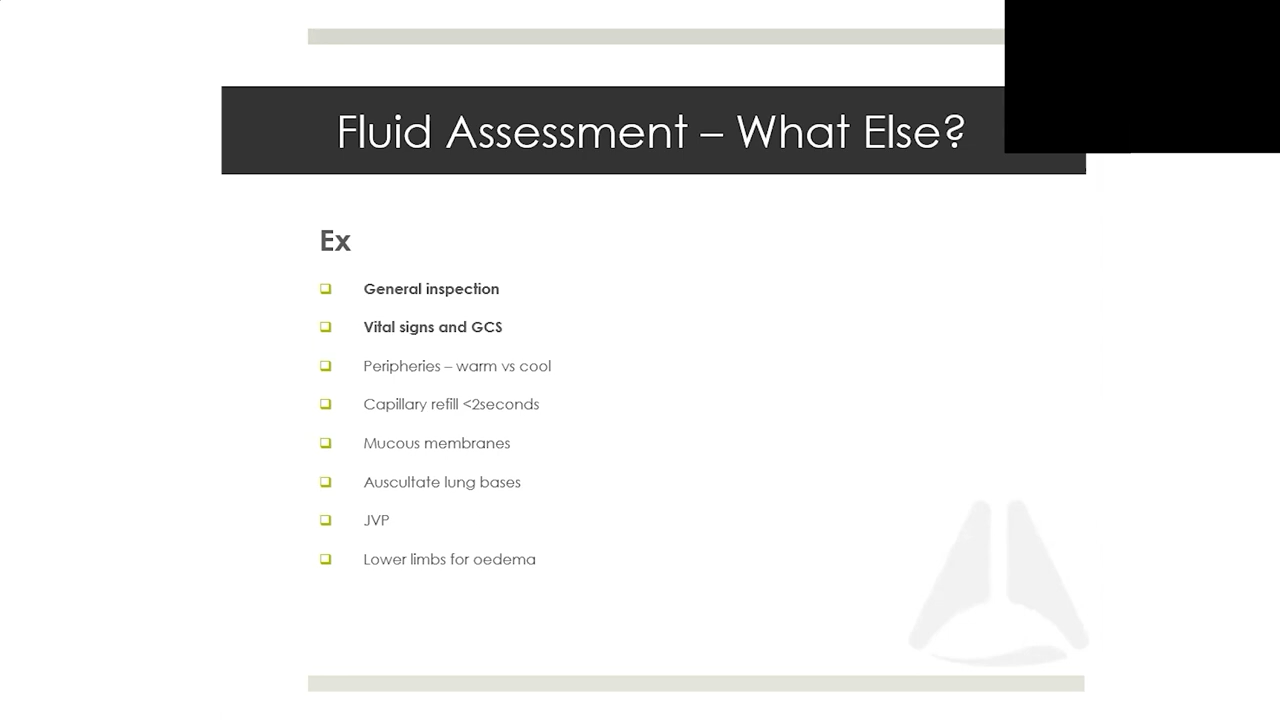 Fluid Assessment – What Else?
Ex
General inspection
Vital signs and GCS
Peripheries – warm vs cool
Capillary refill <2seconds
Mucous membranes
Auscultate lung bases
JVP
Lower limbs for oedema